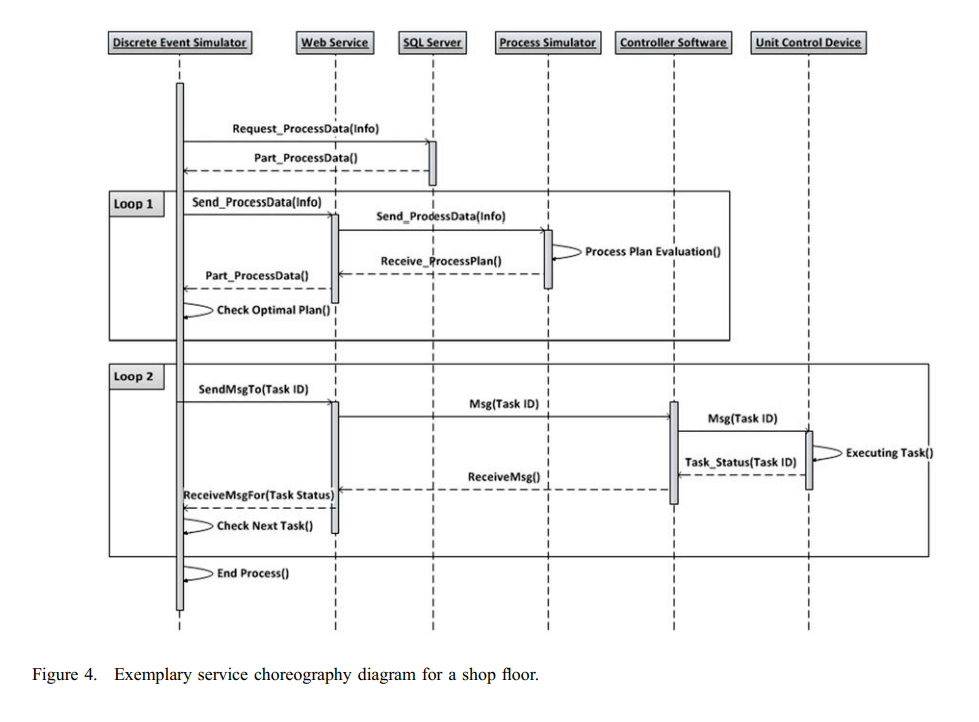 Discrete Event Simulator
Web Service
SQL Server
Process Simulator
Controller Software
Unit Control Device
Request_ProcessData(Info)
Part_ProcessData()
Loop 1
Send_ProcessData(Info)
Send_ProdessData(Info)
Process Plan Evaluation()
Receive_ProcessPlan()
Part_ProcessData()
Check Optimal Plan()
Loop 2
SendMsgTo(Task ID)
Msg(Task ID)
Msg(Task ID)
Executing Task()
Task_Status(Task ID)
ReceiveMsg()
ReceiveMsgFor(Task Status)
Check Next Task()
End Process()
Figure 4. Exemplary service choreography diagram for a shop floor.